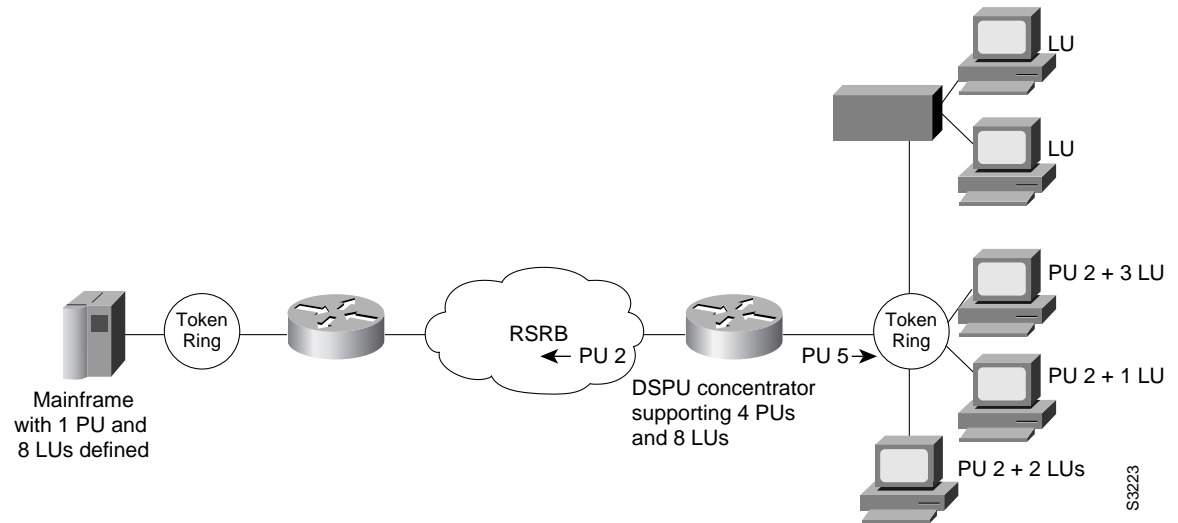 LU
LU
PU 2 + 3 LU
Token
Ring
RSRB
← PU 2
PU 5→
Token
Ring
PU 2 + 1 LU
Mainframe
with 1 PU and
8 LUs defined
DSPU concentrator
supporting 4 PUs
and 8 LUs
PU 2 + 2 LUs
S3223